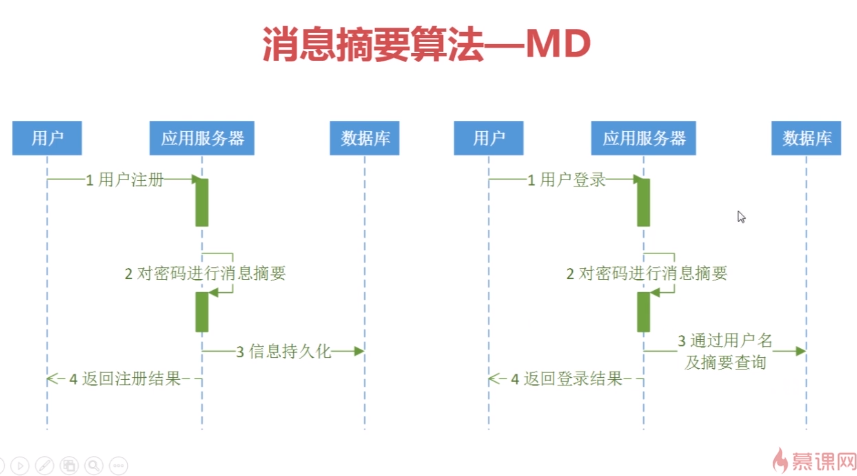 消息摘要算法—MD
用户
应用服务器
数据库
1 用户注册
2 对密码进行消息摘要
3 信息持久化
4 返回注册结果
用户
应用服务器
数据库
1 用户登录
2 对密码进行消息摘要
3 通过用户名
及摘要查询
4 返回登录结果
慕课网